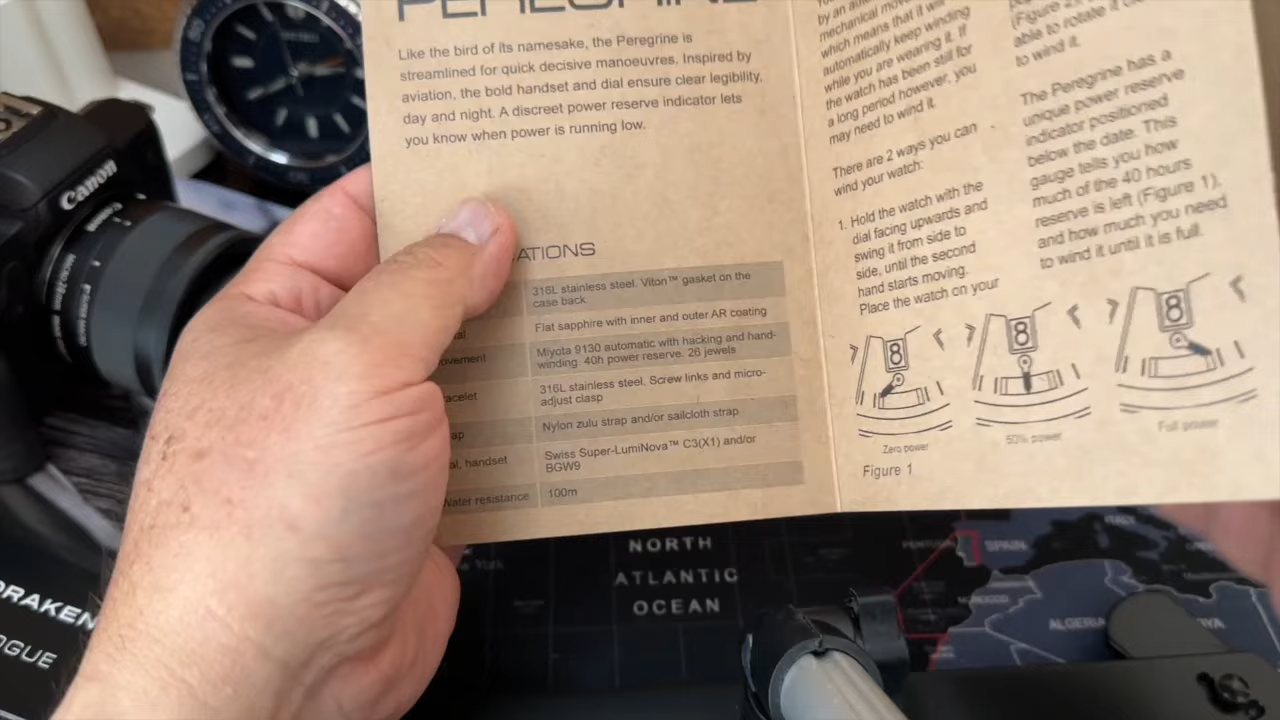 PEREGRINE
Like the bird of its namesake, the Peregrine is
streamlined for quick decisive manoeuvres. Inspired by
aviation, the bold handset and dial ensure clear legibility,
day and night. A discreet power reserve indicator lets
you know when power is running low.
ATIONS
316L stainless steel. Viton™ gasket on the
case back.
Flat sapphire with inner and outer AR coating
ovement
Miyota 9130 automatic with hacking and hand-
winding. 40h power reserve. 26 jewels
acelet
316L stainless steel. Screw links and micro-
adjust clasp
ap
Nylon zulu strap and/or sailcloth strap
al, handset
Swiss Super-LumiNova™ C3(X1) and/or
BGW9
Water resistance
100m
mechanical
which means that it will
automatically keep winding
while you are wearing it. If
the watch has been still for
a long period however, you
may need to wind it.
There are 2 ways you can
wind your watch:
1. Hold the watch with the
dial facing upwards and
swing it from side to
side, until the second
hand starts moving.
Place the watch on your
able to rotate it
to wind it.
The Peregrine has a
unique power reserve
indicator positioned
below the date. This
gauge tells you how
much of the 40 hours
reserve is left (Figure 1),
and how much you need
to wind it until it is full.
8
8
8
Zero power
50% power
Full power
Figure 1
Canon
Canon
DRAKEN
OGUE
NORTH
ATLANTIC
OCEAN
SPAIN
ALGERIA